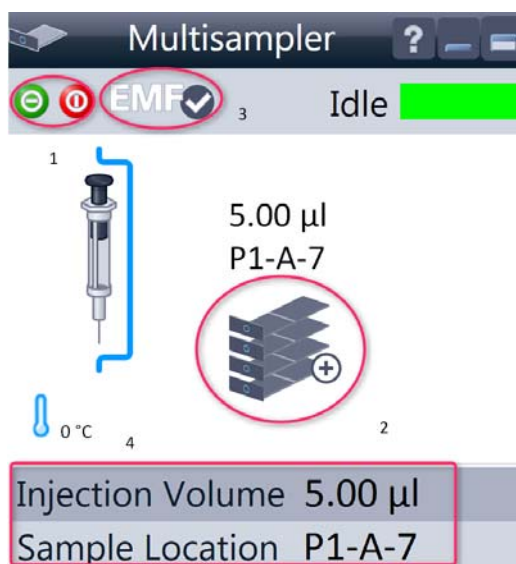 Multisampler ?
EMF 3 Idle
1
5.00 µl
P1-A-7
2
0 °C 4
Injection Volume 5.00 µl
Sample Location P1-A-7